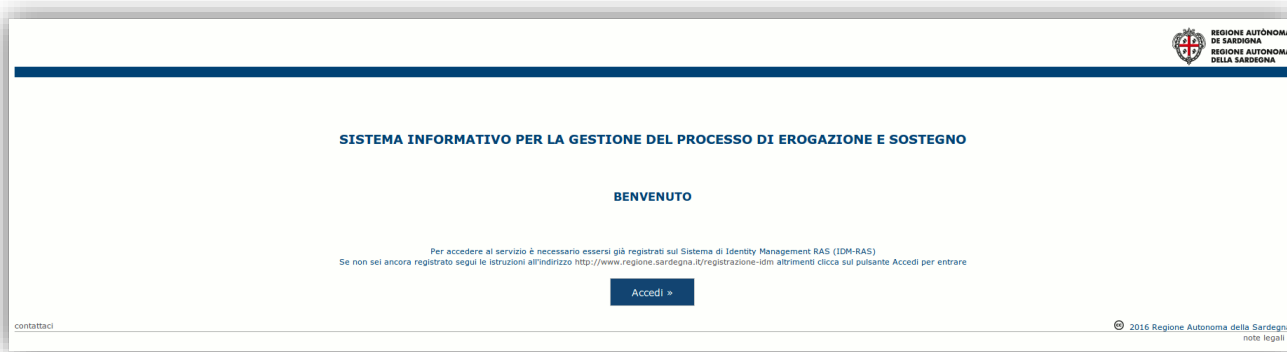 REGIONE AUTÒNOMA
DE SARDIGNA
REGIONE AUTONOMA
DELLA SARDEGNA
SISTEMA INFORMATIVO PER LA GESTIONE DEL PROCESSO DI EROGAZIONE E SOSTEGNO
BENVENUTO
Per accedere al servizio è necessario essersi già registrati sul Sistema di Identity Management RAS (IDM-RAS)
Se non sei ancora registrato segui le istruzioni all'indirizzo http://www.regione.sardegna.it/registrazione-idm altrimenti clicca sul pulsante Accedi per entrare
Accedi »
contattaci
2016 Regione Autonoma della Sardegna
note legali